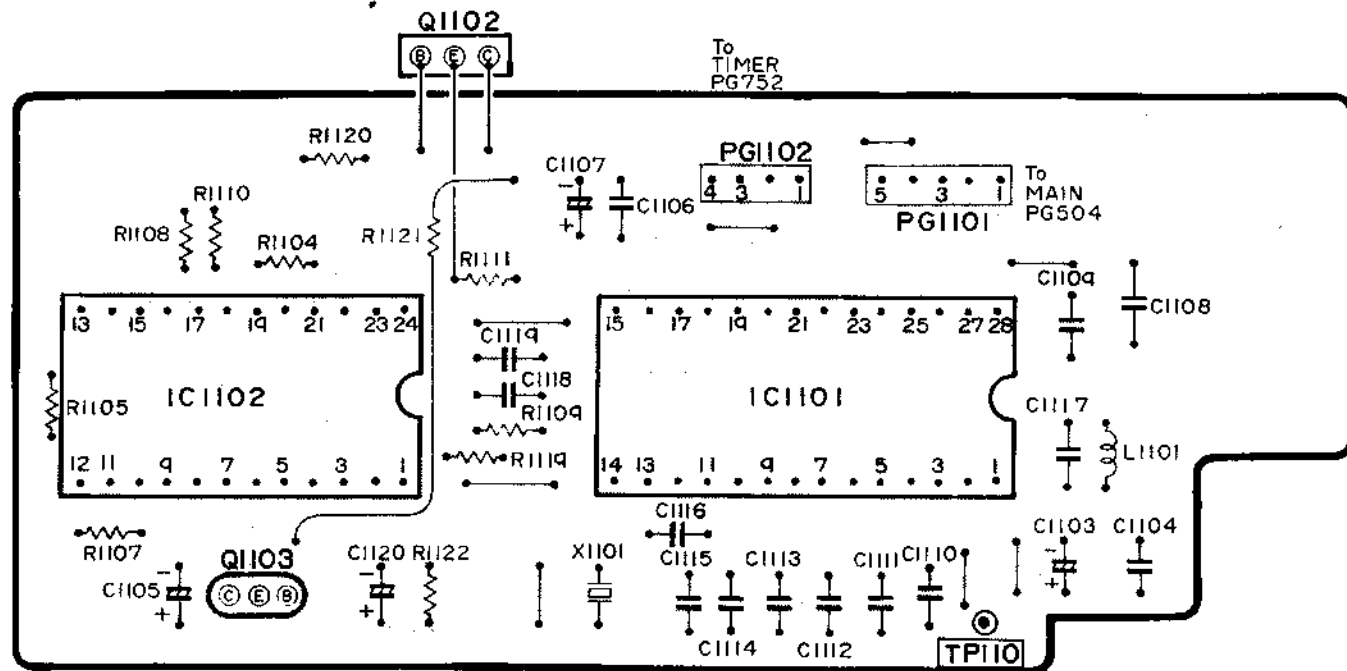 Q1102
B E C
To
TIMER
PG752
R1120
C1107
-
+
C1106
PG1102
4 3 1
5 3 1
PG1101
To
MAIN
PG504
R1110
R1108
R1104
R1121
R1111
C1109
C1108
13 15 17 19 21 23 24
IC1102
12 11 9 7 5 3 1
R1105
C1119
C1118
R1109
R1119
15 17 19 21 23 25 27 28
IC1101
14 13 11 9 7 5 3 1
C1117
L1101
R1107
Q1103
C E B
C1105
-
+
C1120
-
+
R1122
X1101
C1116
C1115
C1113
C1111
C1110
C1114
C1112
C1103
-
+
C1104
TP110